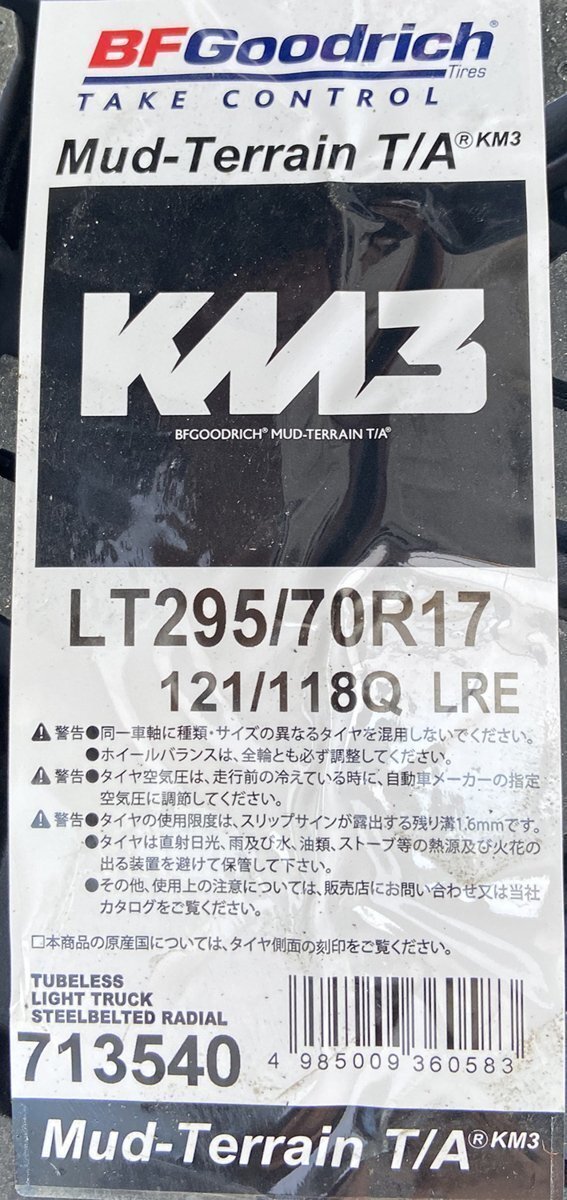 BFGoodrich®
Tires
TAKE CONTROL
Mud-Terrain T/A® KM3
KM3
BFGOODRICH® MUD-TERRAIN T/A®
LT295/70R17
121/118Q LRE
警告●同一車軸に種類・サイズの異なるタイヤを混用しないでください。
●ホイールバランスは、全輪とも必ず調整してください。
警告●タイヤ空気圧は、走行前の冷えている時に、自動車メーカーの指定
空気圧に調節してください。
警告●タイヤの使用限度は、スリップサインが露出する残り溝1.6mmです。
●タイヤは直射日光、雨及び水、油類、ストーブ等の熱源及び火花の
出る装置を避けて保管して下さい。
●その他、使用上の注意については、販売店にお問い合わせ又は当社
カタログをご覧ください。
□本商品の原産国については、タイヤ側面の刻印をご覧ください。
TUBELESS
LIGHT TRUCK
STEELBELTED RADIAL
713540
4 985009 360583
Mud-Terrain T/A® KM3